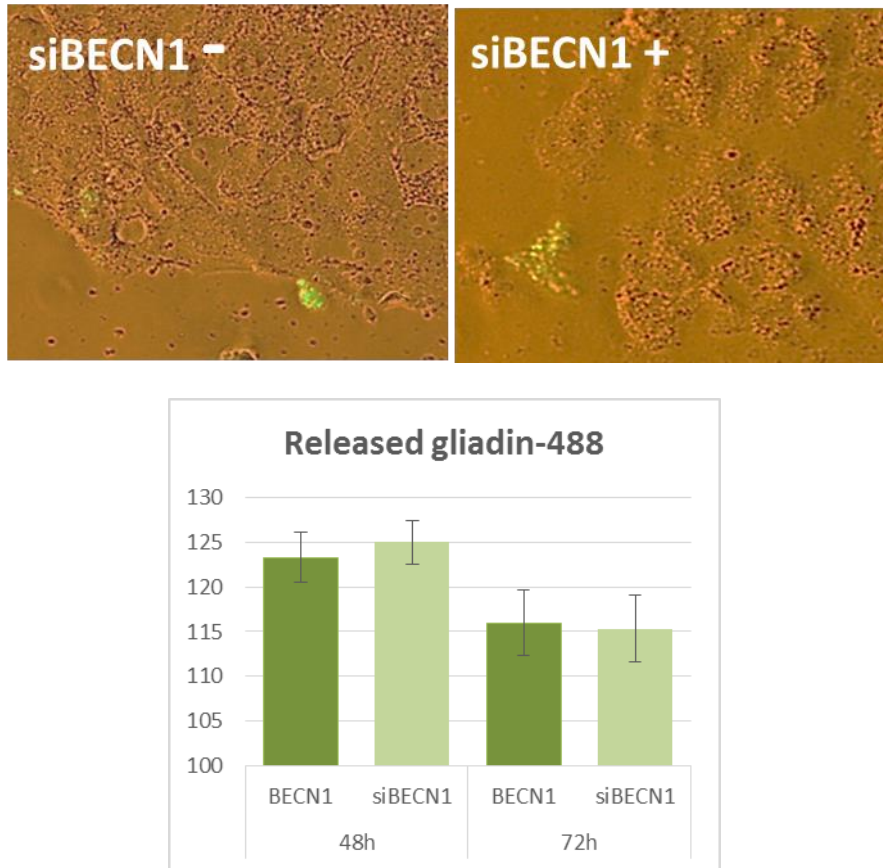 siBECN1 -
siBECN1 +
Released gliadin-488
130
125
120
115
110
105
100
BECN1 siBECN1 BECN1 siBECN1
48h 72h